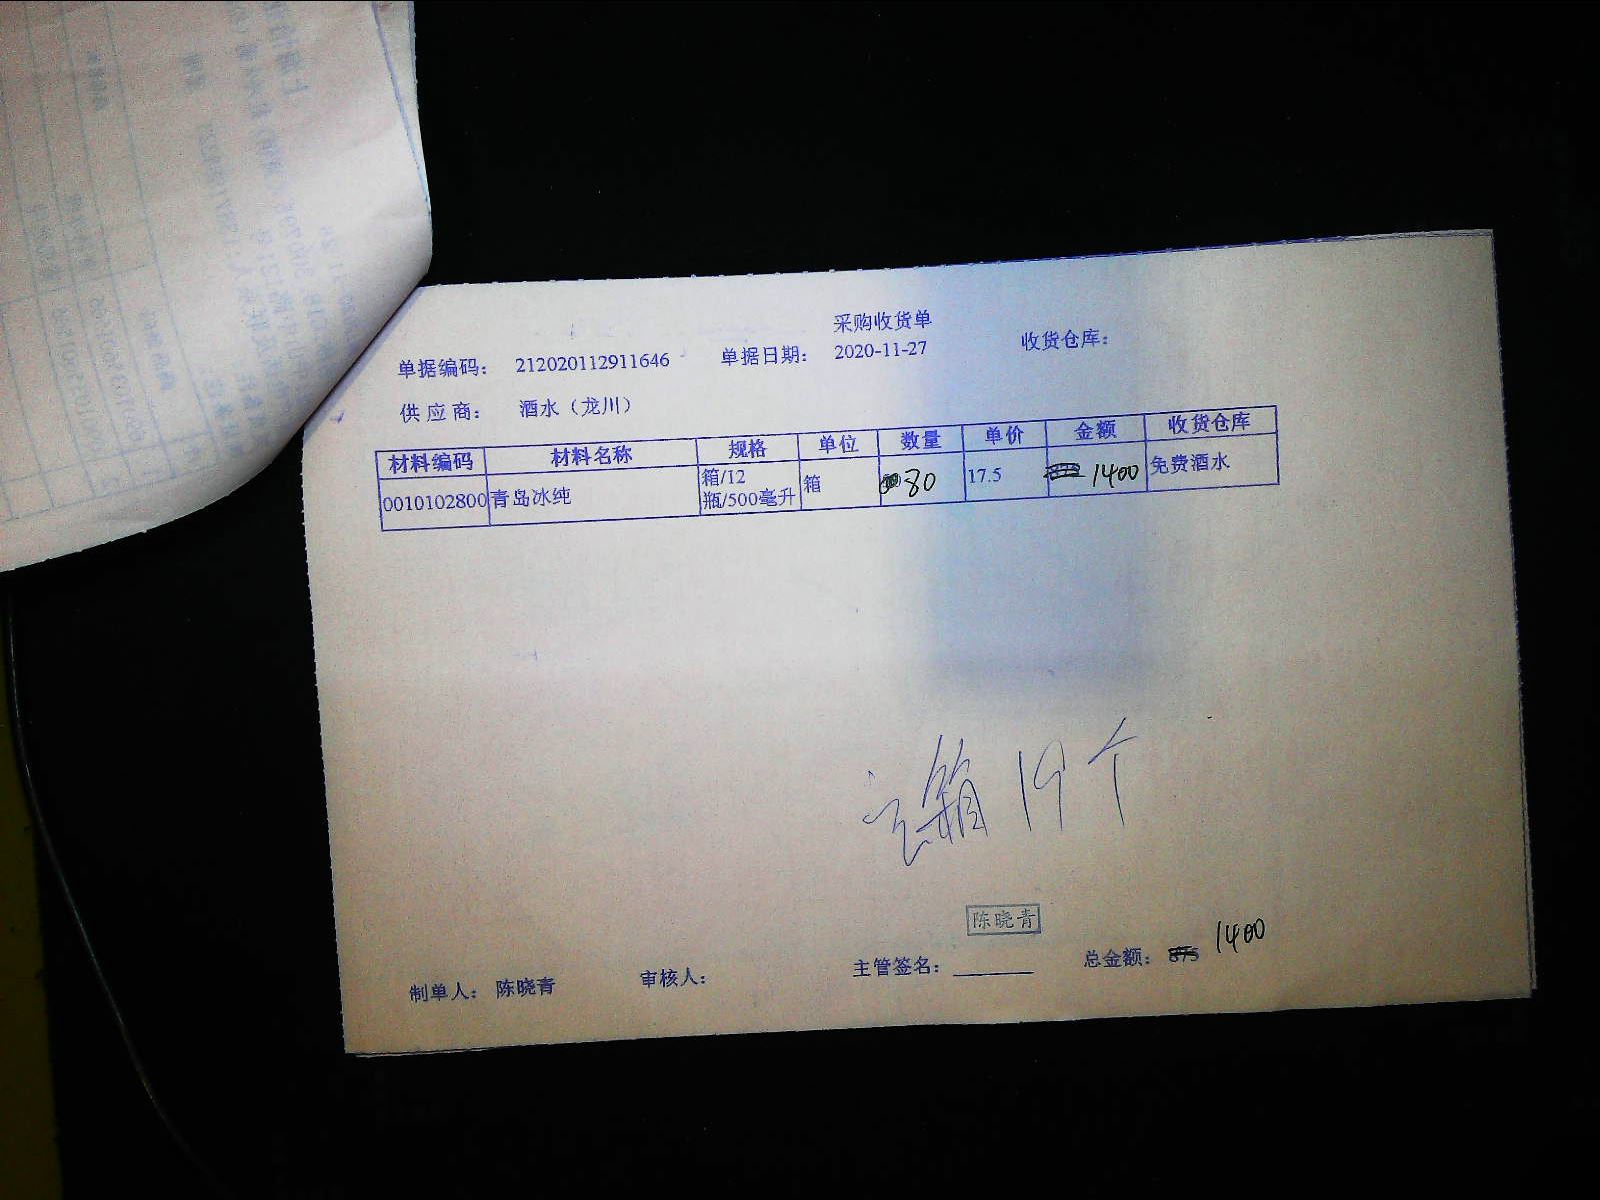 采购收货单
单据编码： 212020112911646 单据日期： 2020-11-27 收货仓库：
供应商： 酒水（龙川）
材料编码 材料名称 规格 单位 数量 单价 金额 收货仓库
0010102800 青岛冰纯 箱/12瓶/500毫升 箱 80 17.5 1400 免费酒水
箱 19个
陈晓青
制单人： 陈晓青 审核人： 主管签名： 总金额： 875 1400